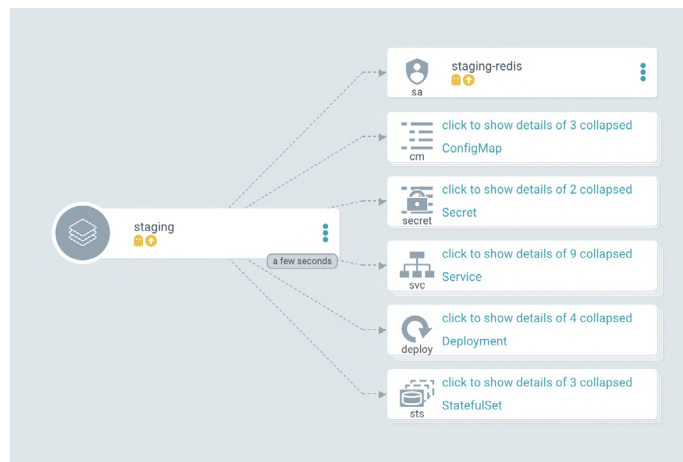 staging-redis
sa
click to show details of 3 collapsed
ConfigMap
cm
click to show details of 2 collapsed
Secret
secret
staging
a few seconds
click to show details of 9 collapsed
Service
svc
click to show details of 4 collapsed
Deployment
deploy
click to show details of 3 collapsed
StatefulSet
sts